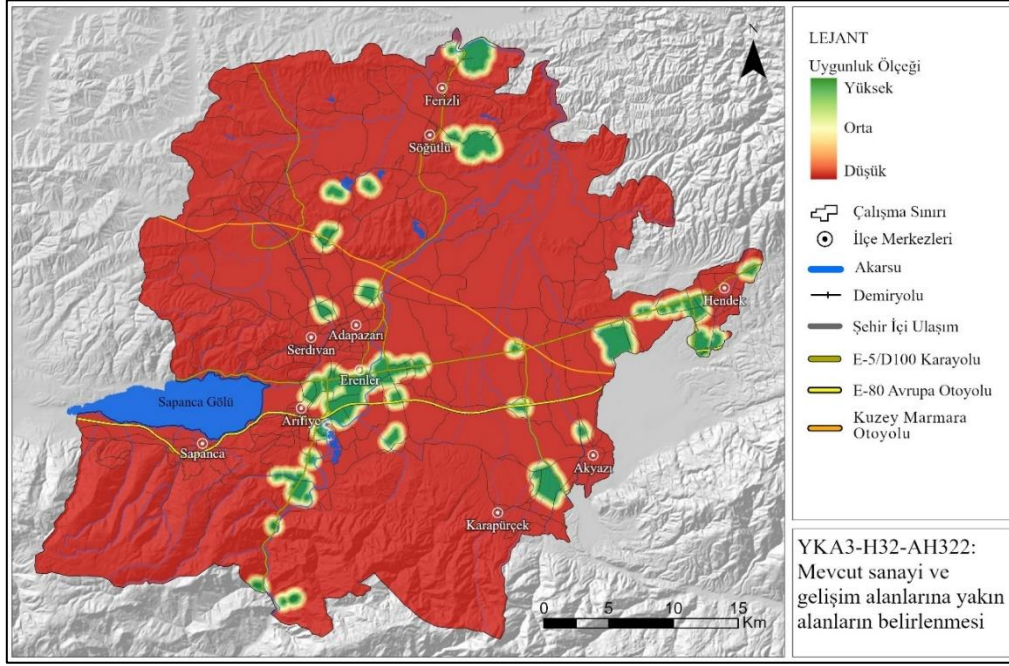 Ferizli
Söğütlü
Adapazarı
Serdivan
Hendek
Erenler
Sapanca Gölü
Arifiye
Sapanca
Akyazı
Karapürçek
0 5 10 15
Km
N
LEJANT
Uygunluk Ölçeği
Yüksek
Orta
Düşük
Çalışma Sınırı
İlçe Merkezleri
Akarsu
Demiryolu
Şehir İçi Ulaşım
E-5/D100 Karayolu
E-80 Avrupa Otoyolu
Kuzey Marmara
Otoyolu
YKA3-H32-AH322:
Mevcut sanayi ve
gelişim alanlarına yakın
alanların belirlenmesi